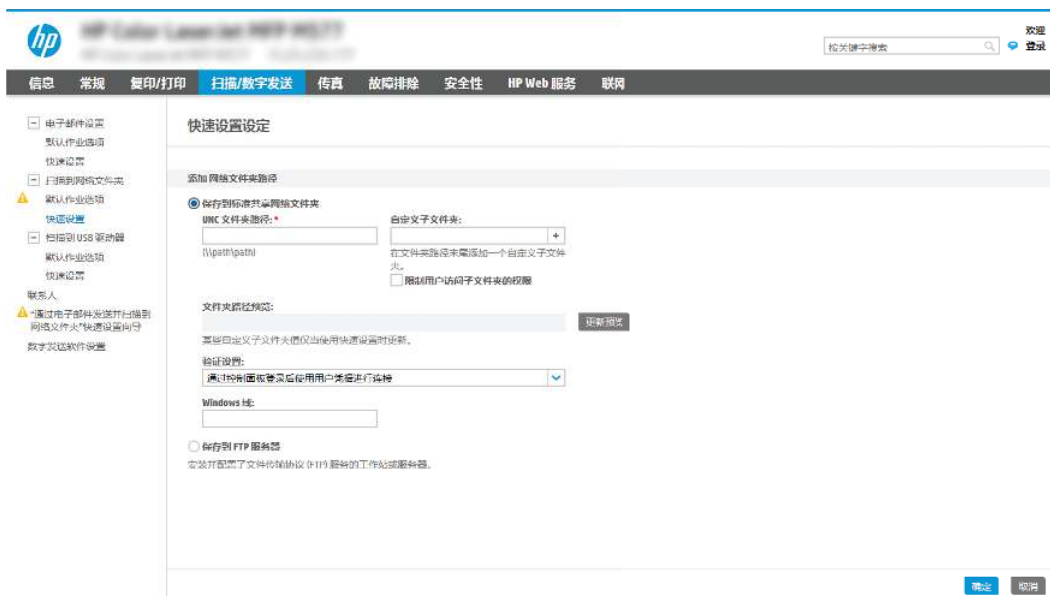 hp
欢迎
按关键字搜索
登录
信息 常规 复印/打印 扫描/数字发送 传真 故障排除 安全性 HP Web 服务 联网
电子邮件设置
默认作业选项
快速设置
扫描到网络文件夹
默认作业选项
快速设置
扫描到 USB 驱动器
默认作业选项
快速设置
联系人
“通过电子邮件发送并扫描到
网络文件夹”快速设置向导
数字发送软件设置
快速设置设定
添加网络文件夹路径
保存到标准共享网络文件夹
UNC 文件夹路径:* 自定义子文件夹:
(\\path\path) 在文件夹路径末尾添加一个自定义子文件
夹。
限制用户访问子文件夹的权限
文件夹路径预览:
更新预览
某些自定义子文件夹值仅当使用快速设置时更新。
验证设置:
通过控制面板登录后使用用户凭据进行连接
Windows 域:
保存到 FTP 服务器
安装并配置了文件传输协议 (FTP) 服务的工作站或服务器。
确定 取消